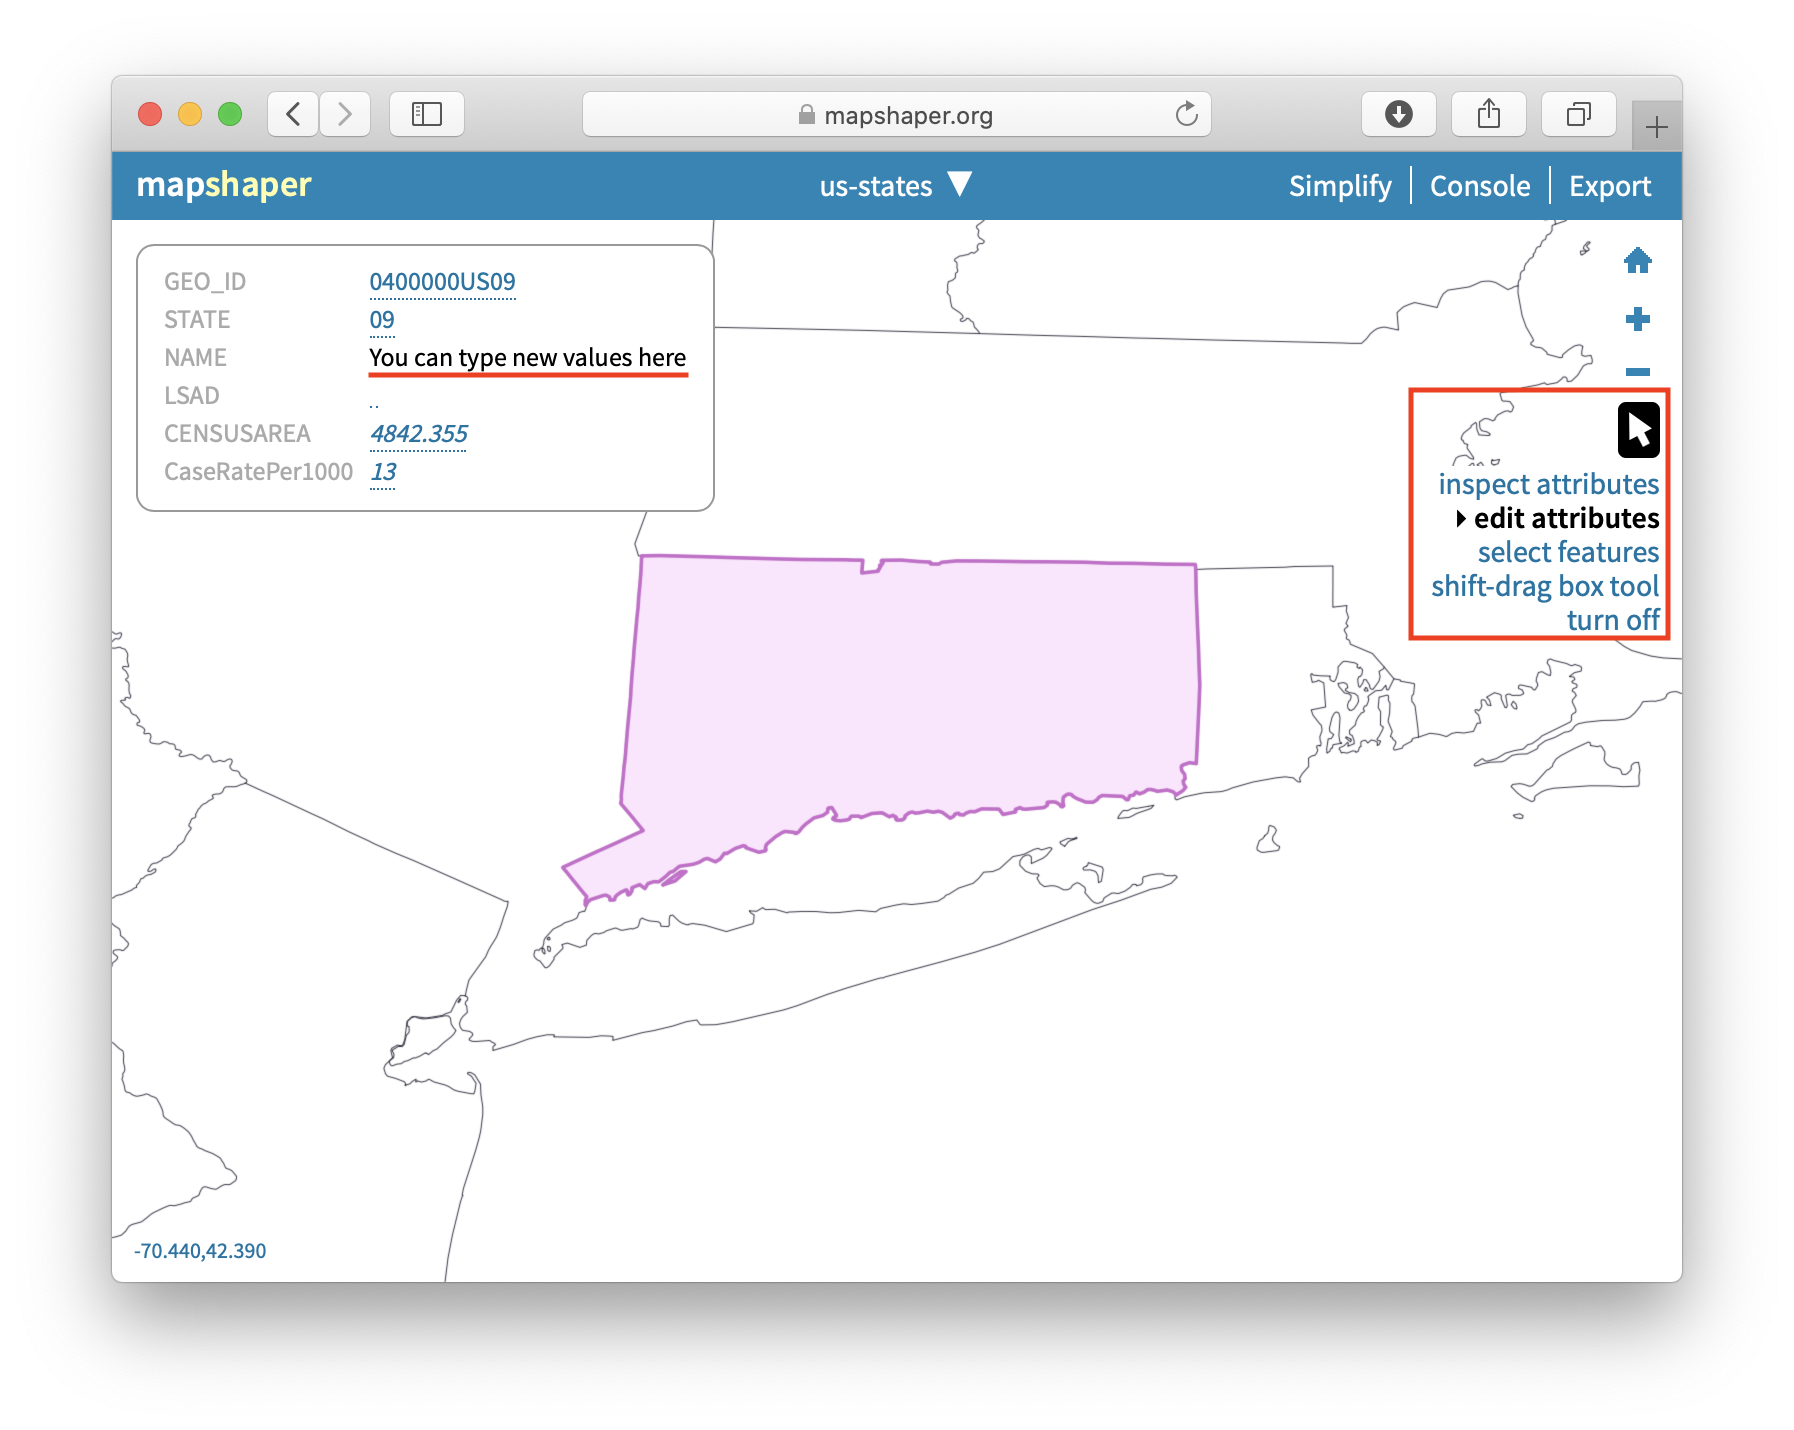 mapshaper.org
mapshaper
us-states
Simplify
Console
Export
GEO_ID 0400000US09
STATE 09
NAME You can type new values here
LSAD ..
CENSUSAREA 4842.355
CaseRatePer1000 13
inspect attributes
edit attributes
select features
shift-drag box tool
turn off
-70.440,42.390